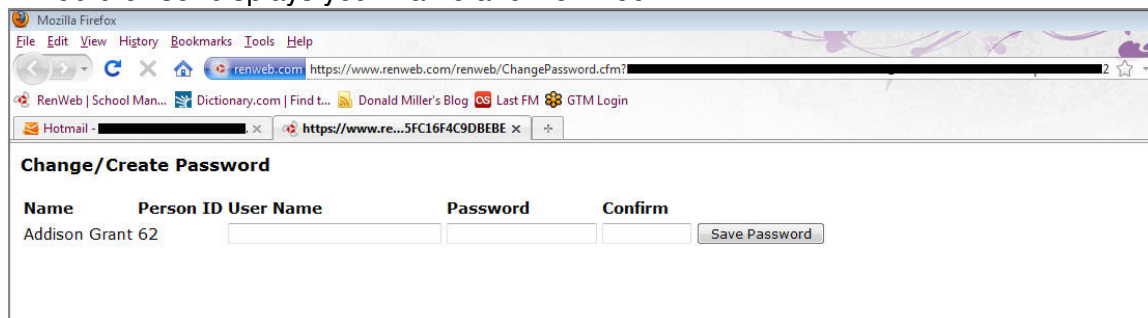 Mozilla Firefox
File Edit View History Bookmarks Tools Help
renweb.com https://www.renweb.com/renweb/ChangePassword.cfm? 2
RenWeb | School Man... Dictionary.com | Find t... Donald Miller's Blog Last FM GTM Login
Hotmail - . × https://www.re...5FC16F4C9DBEBE × +
Change/Create Password
Name Person ID User Name Password Confirm
Addison Grant 62 Save Password